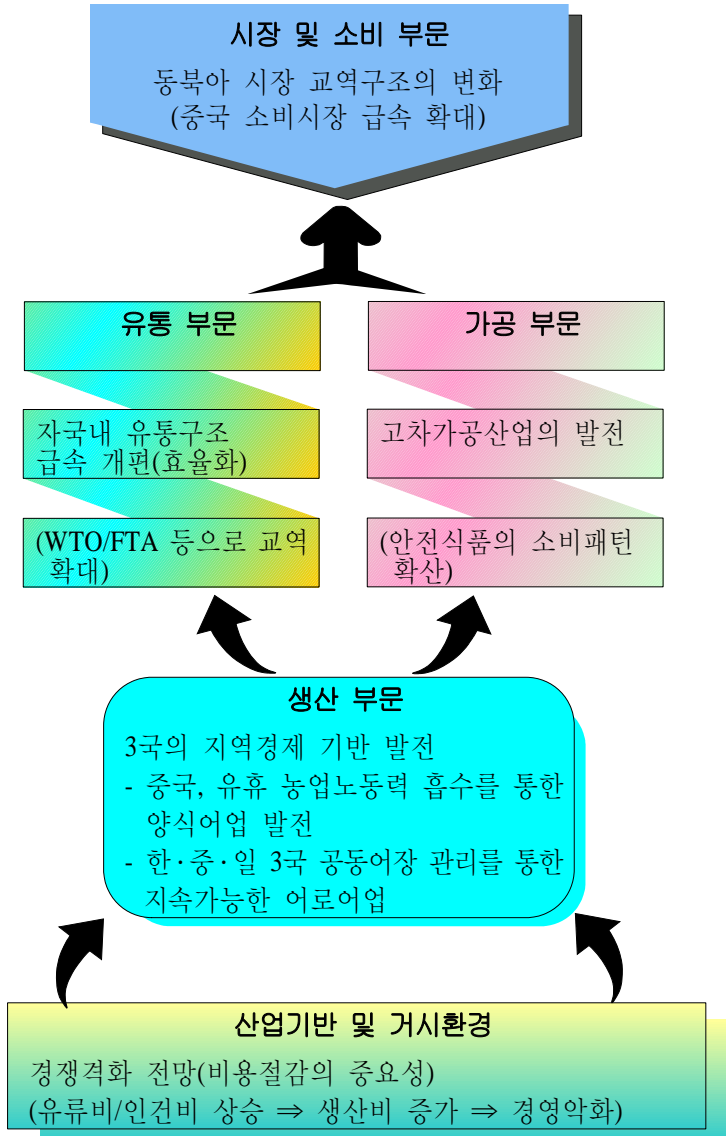 시장 및 소비 부문
동북아 시장 교역구조의 변화
(중국 소비시장 급속 확대)
유통 부문
자국내 유통구조
급속 개편(효율화)
(WTO/FTA 등으로 교역
확대)
가공 부문
고차가공산업의 발전
(안전식품의 소비패턴
확산)
생산 부문
3국의 지역경제 기반 발전
- 중국, 유휴 농업노동력 흡수를 통한
양식어업 발전
- 한·중·일 3국 공동어장 관리를 통한
지속가능한 어로어업
산업기반 및 거시환경
경쟁격화 전망(비용절감의 중요성)
(유류비/인건비 상승 ⇒ 생산비 증가 ⇒ 경영악화)